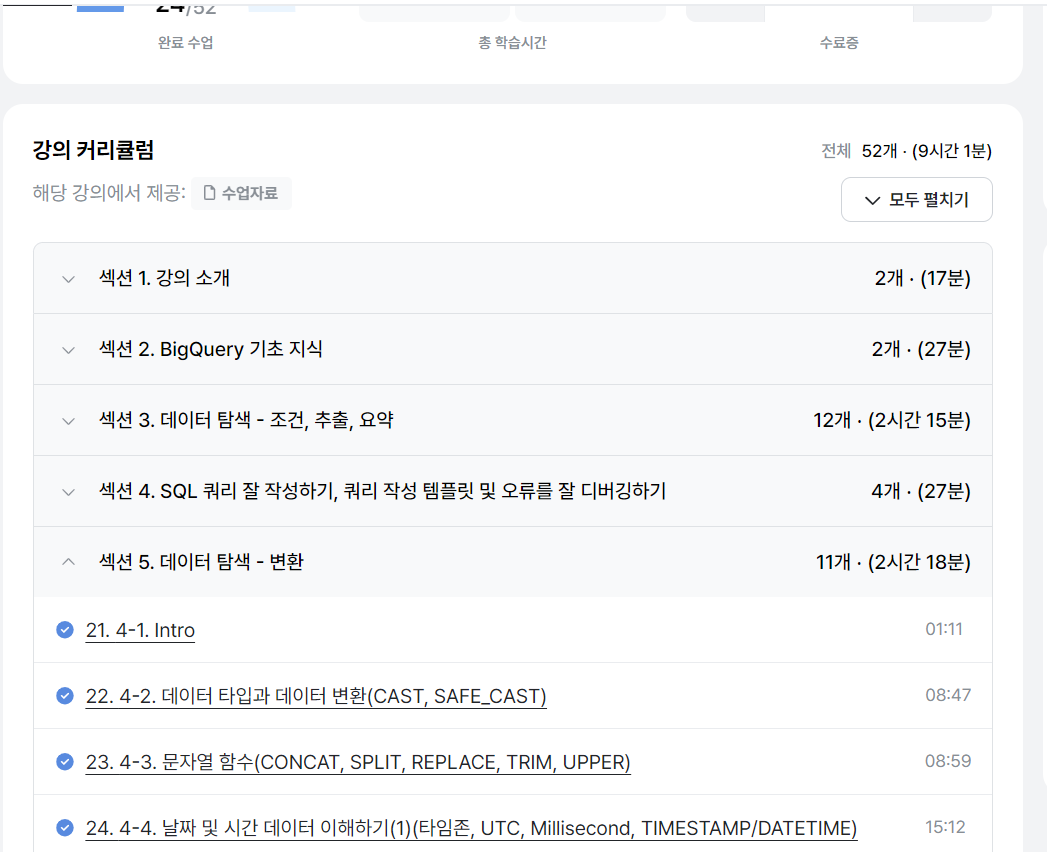 24/52
완료 수업
총 학습시간
수료증
강의 커리큘럼
전체 52개 · (9시간 1분)
해당 강의에서 제공: 수업자료
모두 펼치기
섹션 1. 강의 소개
2개 · (17분)
섹션 2. BigQuery 기초 지식
2개 · (27분)
섹션 3. 데이터 탐색 - 조건, 추출, 요약
12개 · (2시간 15분)
섹션 4. SQL 쿼리 잘 작성하기, 쿼리 작성 템플릿 및 오류를 잘 디버깅하기
4개 · (27분)
섹션 5. 데이터 탐색 - 변환
11개 · (2시간 18분)
21. 4-1. Intro
01:11
22. 4-2. 데이터 타입과 데이터 변환(CAST, SAFE_CAST)
08:47
23. 4-3. 문자열 함수(CONCAT, SPLIT, REPLACE, TRIM, UPPER)
08:59
24. 4-4. 날짜 및 시간 데이터 이해하기(1)(타임존, UTC, Millisecond, TIMESTAMP/DATETIME)
15:12